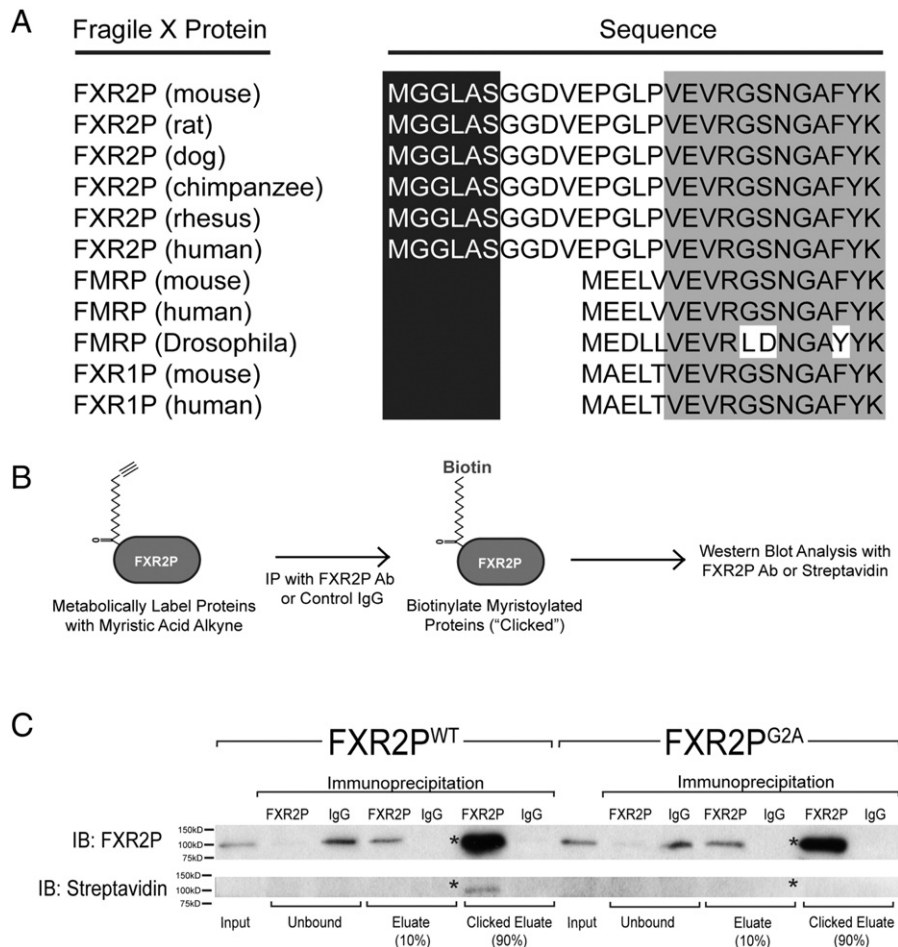 A
Fragile X Protein Sequence
FXR2P (mouse) MGGLASGGDVEPGLPVEVRGSNGAFYK
FXR2P (rat) MGGLASGGDVEPGLPVEVRGSNGAFYK
FXR2P (dog) MGGLASGGDVEPGLPVEVRGSNGAFYK
FXR2P (chimpanzee) MGGLASGGDVEPGLPVEVRGSNGAFYK
FXR2P (rhesus) MGGLASGGDVEPGLPVEVRGSNGAFYK
FXR2P (human) MGGLASGGDVEPGLPVEVRGSNGAFYK
FMRP (mouse) MEELVVEVRGSNGAFYK
FMRP (human) MEELVVEVRGSNGAFYK
FMRP (Drosophila) MEDLLVEVRLDNGAYYK
FXR1P (mouse) MAELTVEVRGSNGAFYK
FXR1P (human) MAELTVEVRGSNGAFYK
B
Biotin
O FXR2P
O FXR2P
IP with FXR2P Ab
or Control IgG
Western Blot Analysis with
FXR2P Ab or Streptavidin
Metabolically Label Proteins
with Myristic Acid Alkyne
Biotinylate Myristoylated
Proteins ("Clicked")
C
FXR2P^WT FXR2P^G2A
Immunoprecipitation Immunoprecipitation
FXR2P IgG FXR2P IgG FXR2P IgG FXR2P IgG FXR2P IgG FXR2P IgG
IB: FXR2P 150kD 100kD 75kD * *
IB: Streptavidin 150kD 100kD 75kD * *
Input Unbound Eluate (10%) Clicked Eluate (90%) Input Unbound Eluate (10%) Clicked Eluate (90%)